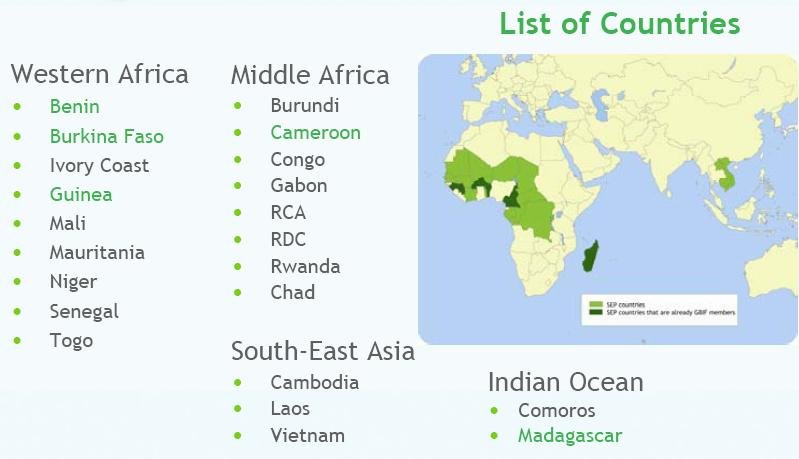 List of Countries
Western Africa
Benin
Burkina Faso
Ivory Coast
Guinea
Mali
Mauritania
Niger
Senegal
Togo
Middle Africa
Burundi
Cameroon
Congo
Gabon
RCA
RDC
Rwanda
Chad
South-East Asia
Cambodia
Laos
Vietnam
SEP countries
SEP countries that are already GBIF members
Indian Ocean
Comoros
Madagascar